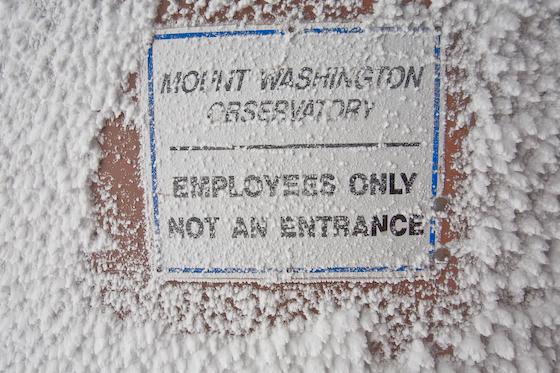 MOUNT WASHINGTON
OBSERVATORY
EMPLOYEES ONLY
NOT AN ENTRANCE